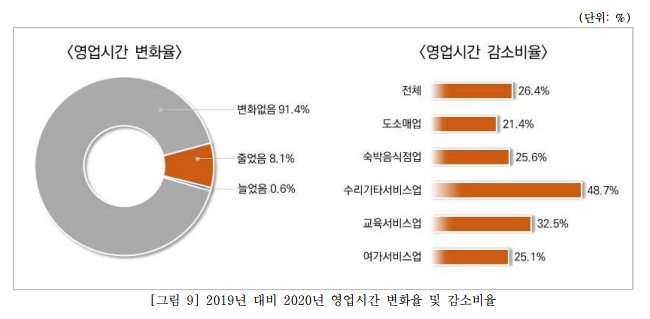 (단위: %)
<영업시간 변화율>
변화없음 91.4%
줄었음 8.1%
늘었음 0.6%
<영업시간 감소비율>
전체 26.4%
도소매업 21.4%
숙박음식점업 25.6%
수리기타서비스업 48.7%
교육서비스업 32.5%
여가서비스업 25.1%
[그림 9] 2019년 대비 2020년 영업시간 변화율 및 감소비율